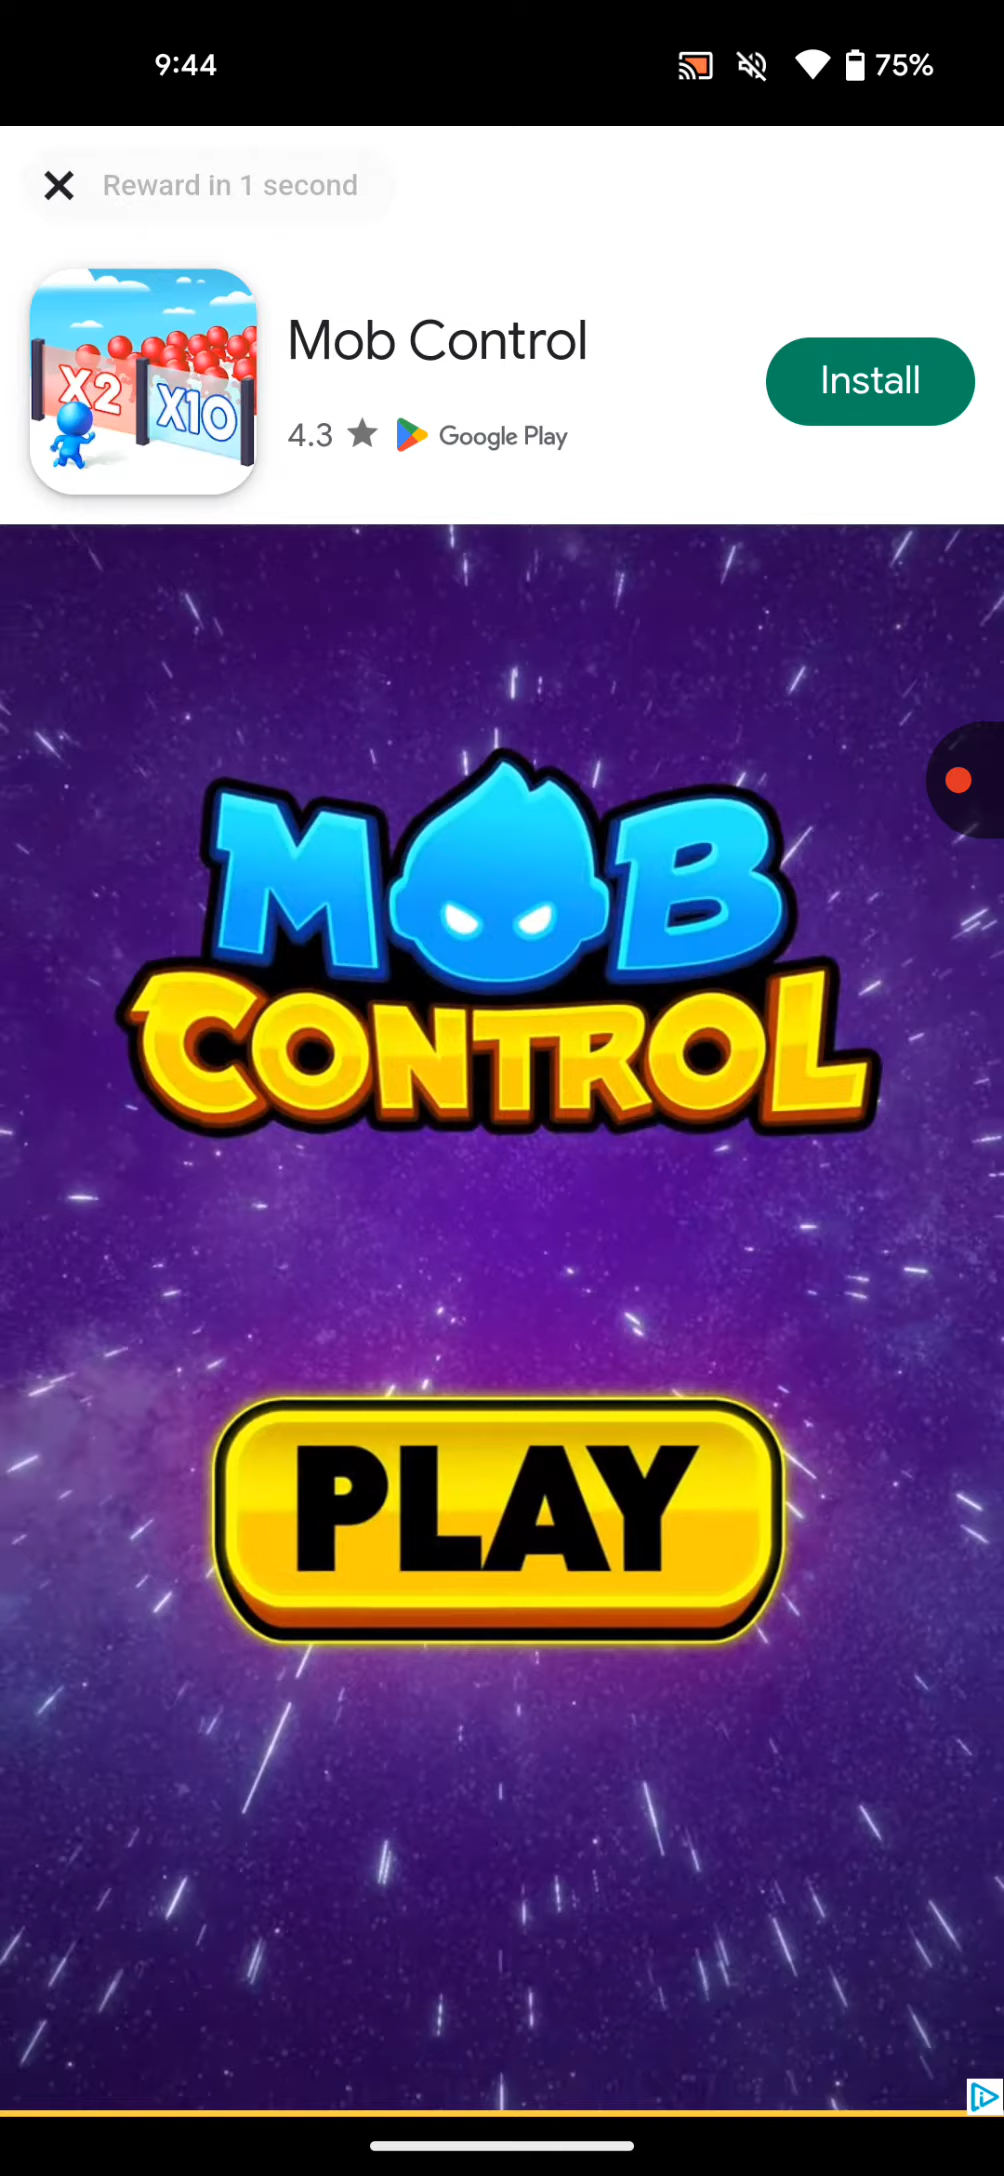 9:44
75%
Reward in 1 second
Mob Control
4.3 Google Play
Install
X2
X10
MOB
CONTROL
PLAY